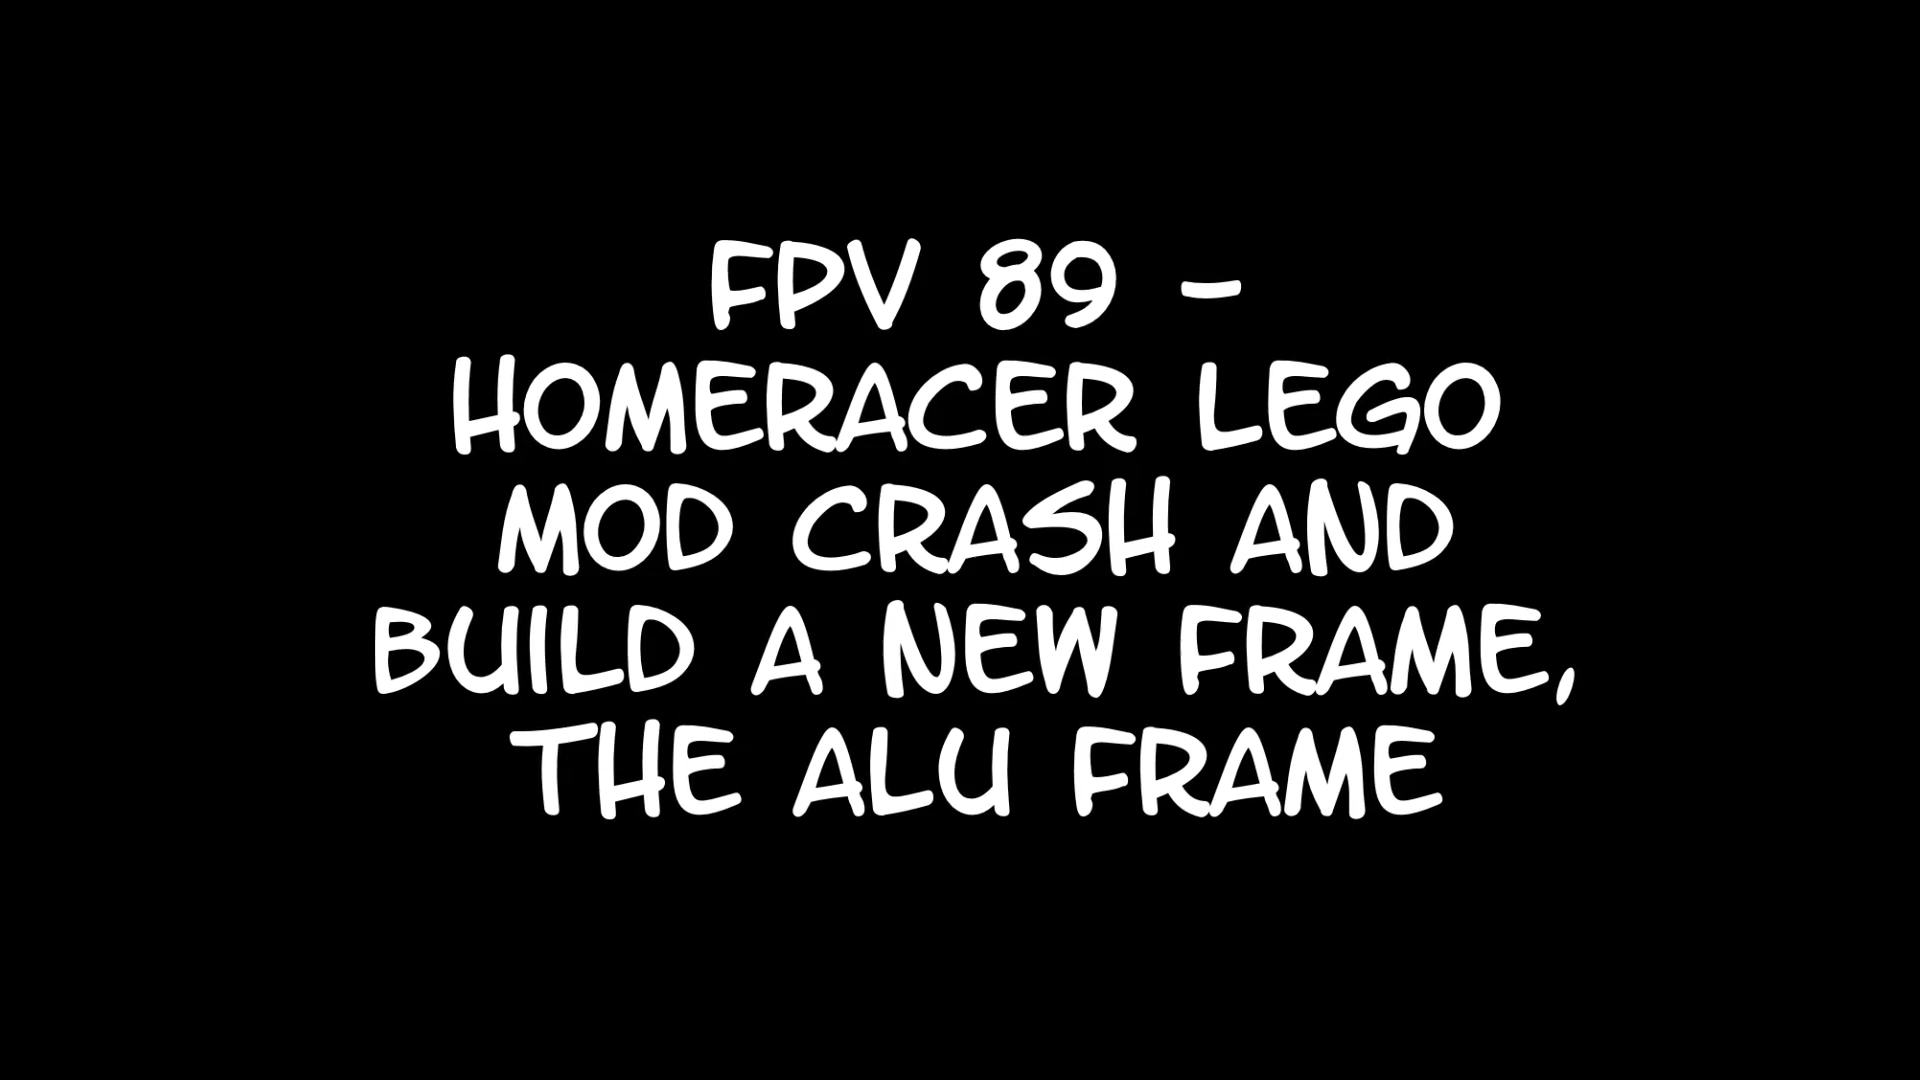 FPV 89 -
HOMERACER LEGO
MOD CRASH AND
BUILD A NEW FRAME,
THE ALU FRAME